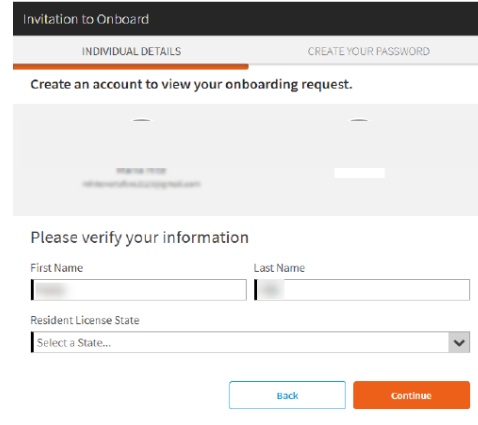 Invitation to Onboard
INDIVIDUAL DETAILS
CREATE YOUR PASSWORD
Create an account to view your onboarding request.
Please verify your information
First Name
Last Name
Resident License State
Select a State...
Back
Continue